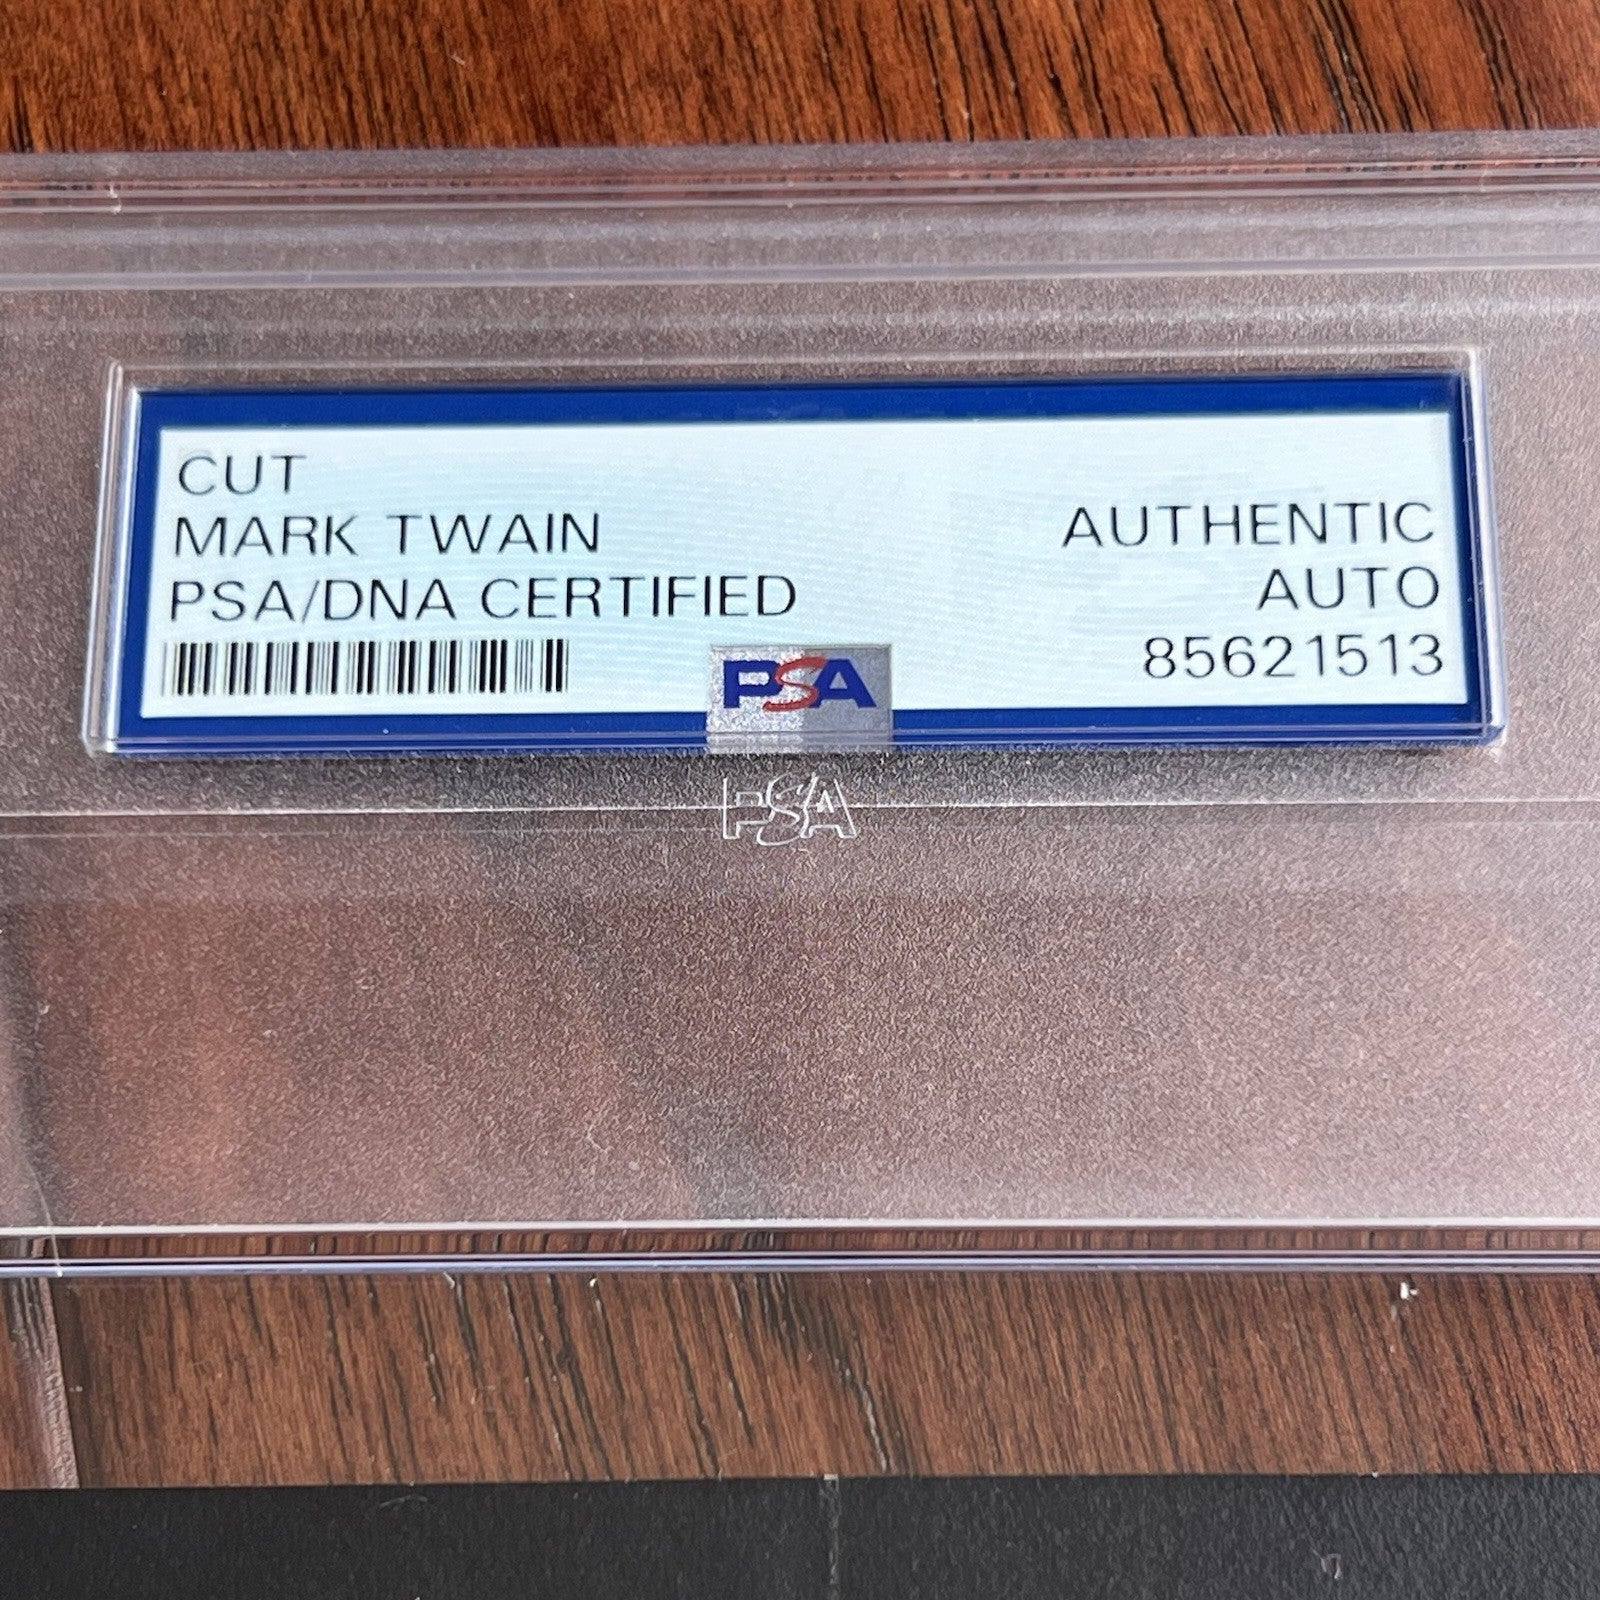 CUT
MARK TWAIN
PSA/DNA CERTIFIED
AUTHENTIC
AUTO
85621513
PSA
PSA